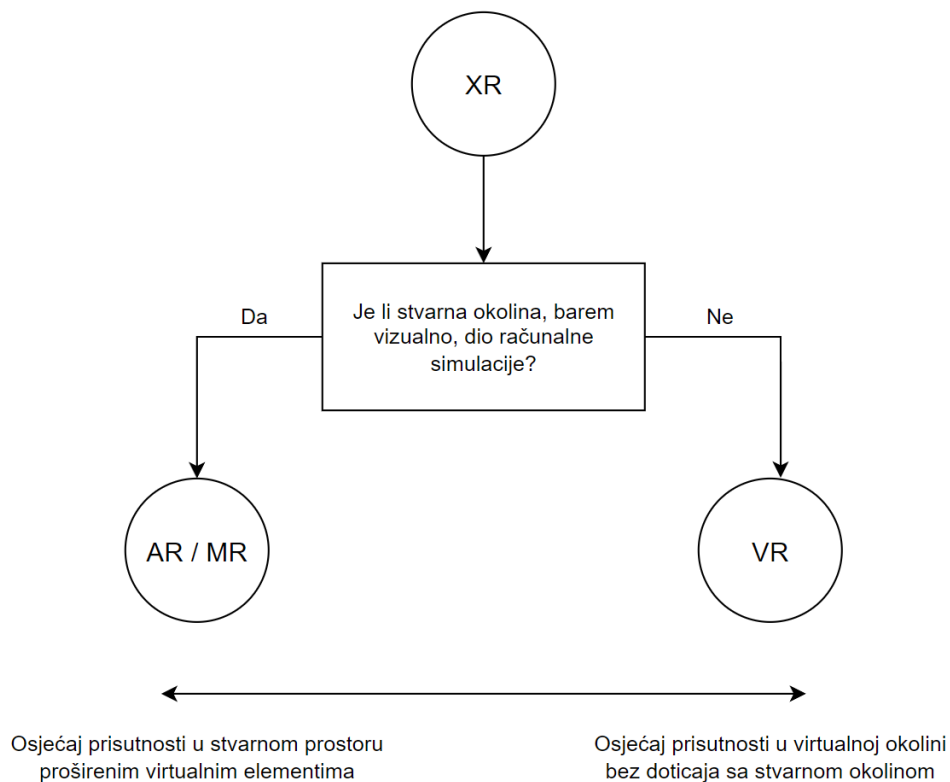 XR
Je li stvarna okolina, barem
vizualno, dio računalne
simulacije?
Da
Ne
AR / MR
VR
Osjećaj prisutnosti u stvarnom prostoru
proširenim virtualnim elementima
Osjećaj prisutnosti u virtualnoj okolini
bez doticaja sa stvarnom okolinom